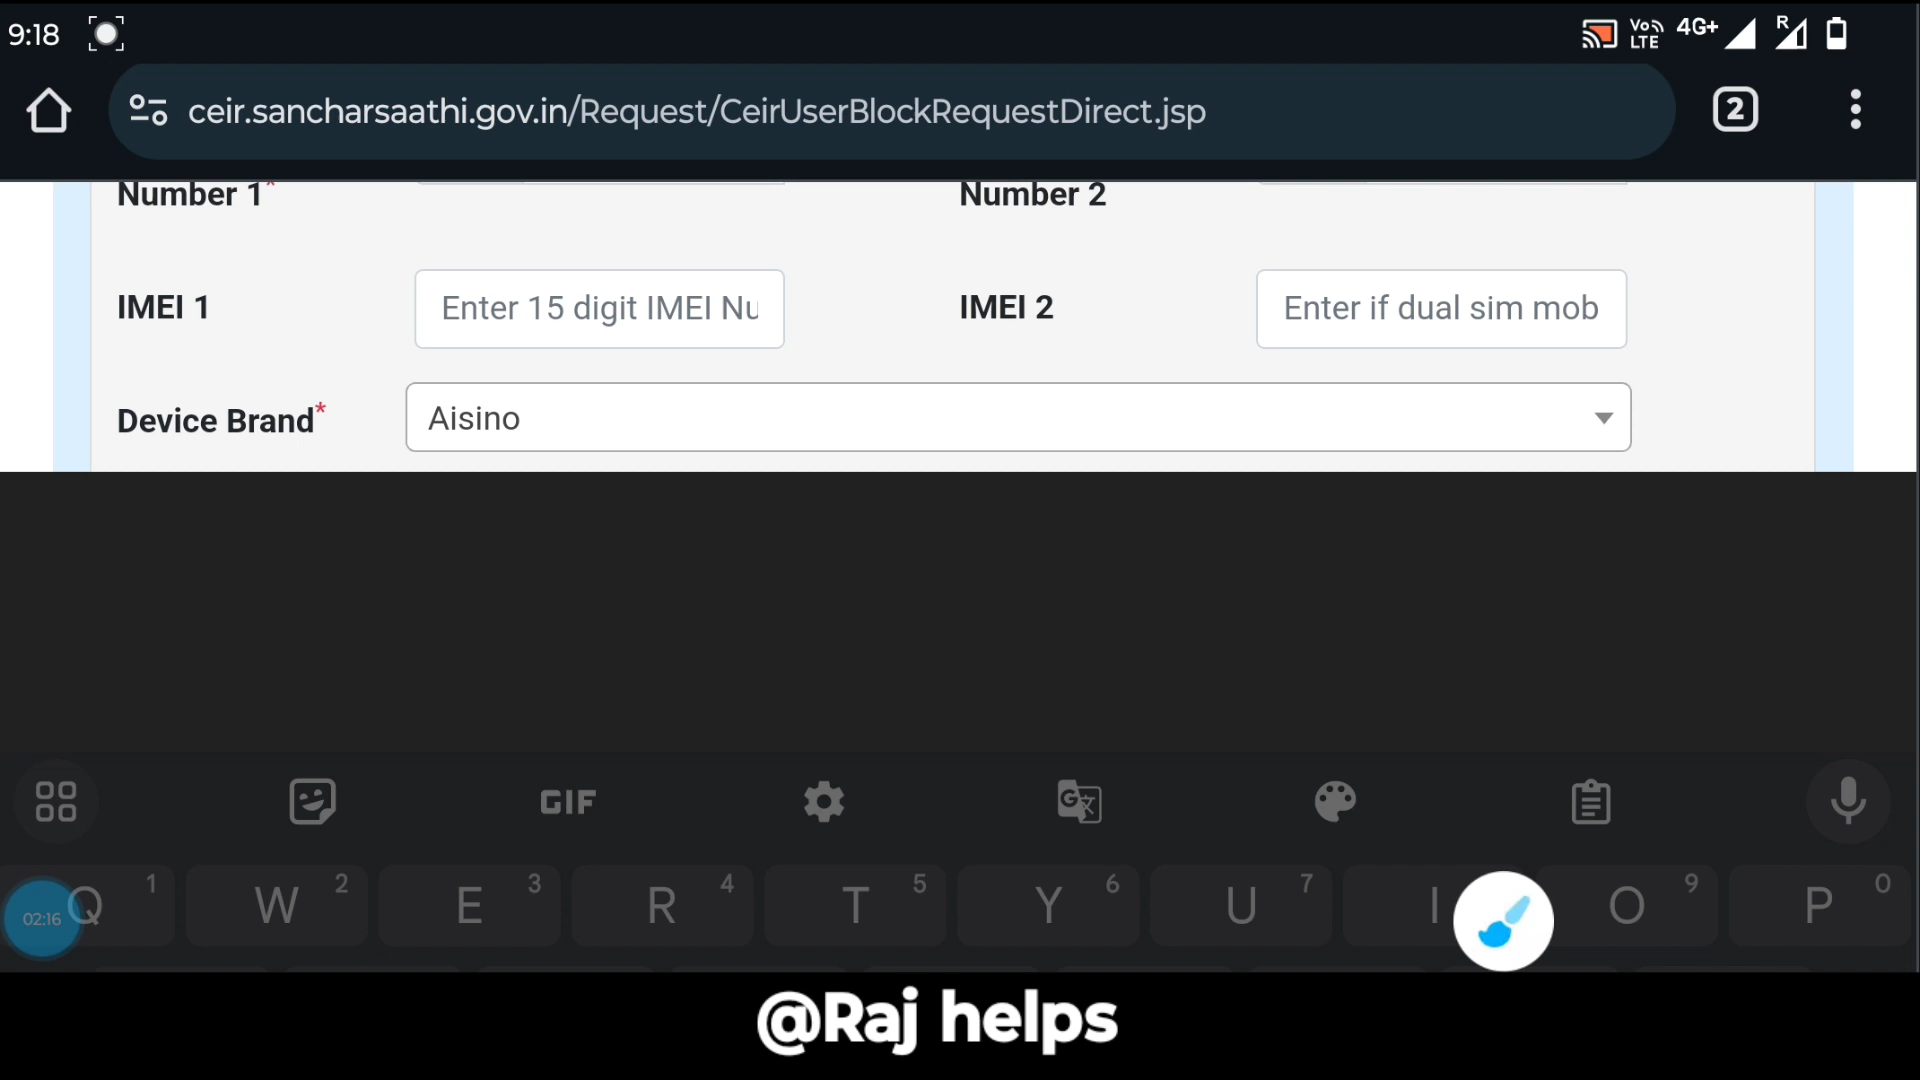 9:18
Vo
LTE
4G+
R
ceir.sancharsaathi.gov.in/Request/CeirUserBlockRequestDirect.jsp
2
Number 1*
Number 2
IMEI 1
Enter 15 digit IMEI Nu
IMEI 2
Enter if dual sim mob
Device Brand*
Aisino
GIF
G
Q 1 W 2 E 3 R 4 T 5 Y 6 U 7 I O 9 P 0
02:16
@Raj helps